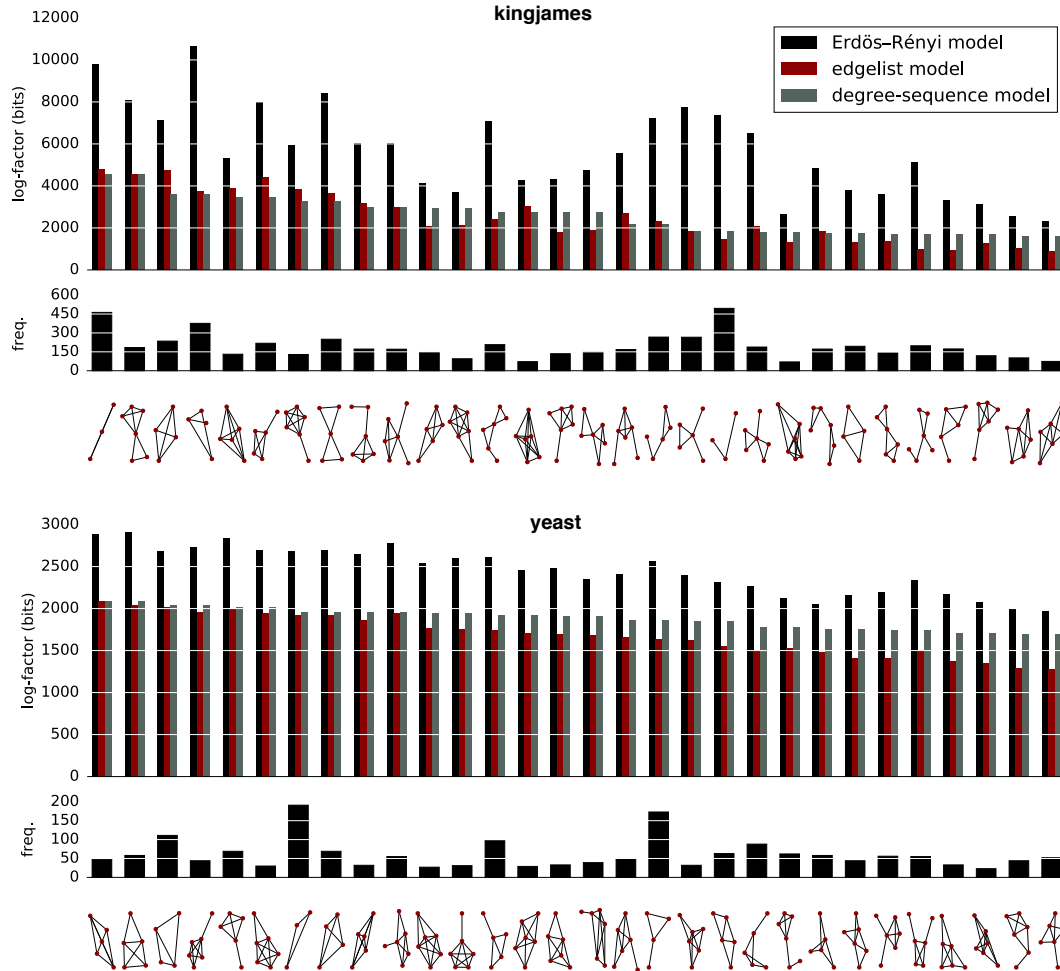 kingjames
12000
10000
8000
6000
4000
2000
0
log-factor (bits)
Erdös–Rényi model
edgelist model
degree-sequence model
600
450
300
150
0
freq.
yeast
3000
2500
2000
1500
1000
500
0
log-factor (bits)
200
150
100
50
0
freq.